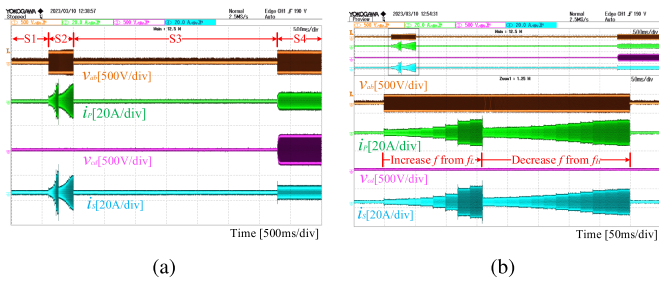 YOKOGAWA 2023/03/10 12:30:57 Normal Edge CH1 190 V
Stopped 2.5MS/s Auto
500ms/div
S1 S2 S3 S4
vab[500V/div]
iP[20A/div]
vcd[500V/div]
iS[20A/div]
Time [500ms/div]
(a)
YOKOGAWA 2023/03/10 12:54:31 Normal Edge CH1 190 V
Preview 2.5MS/s Auto
500ms/div
50ms/div
vab[500V/div]
iP[20A/div]
Increase f from fL Decrease f from fH
vcd[500V/div]
iS[20A/div]
Time [50ms/div]
(b)